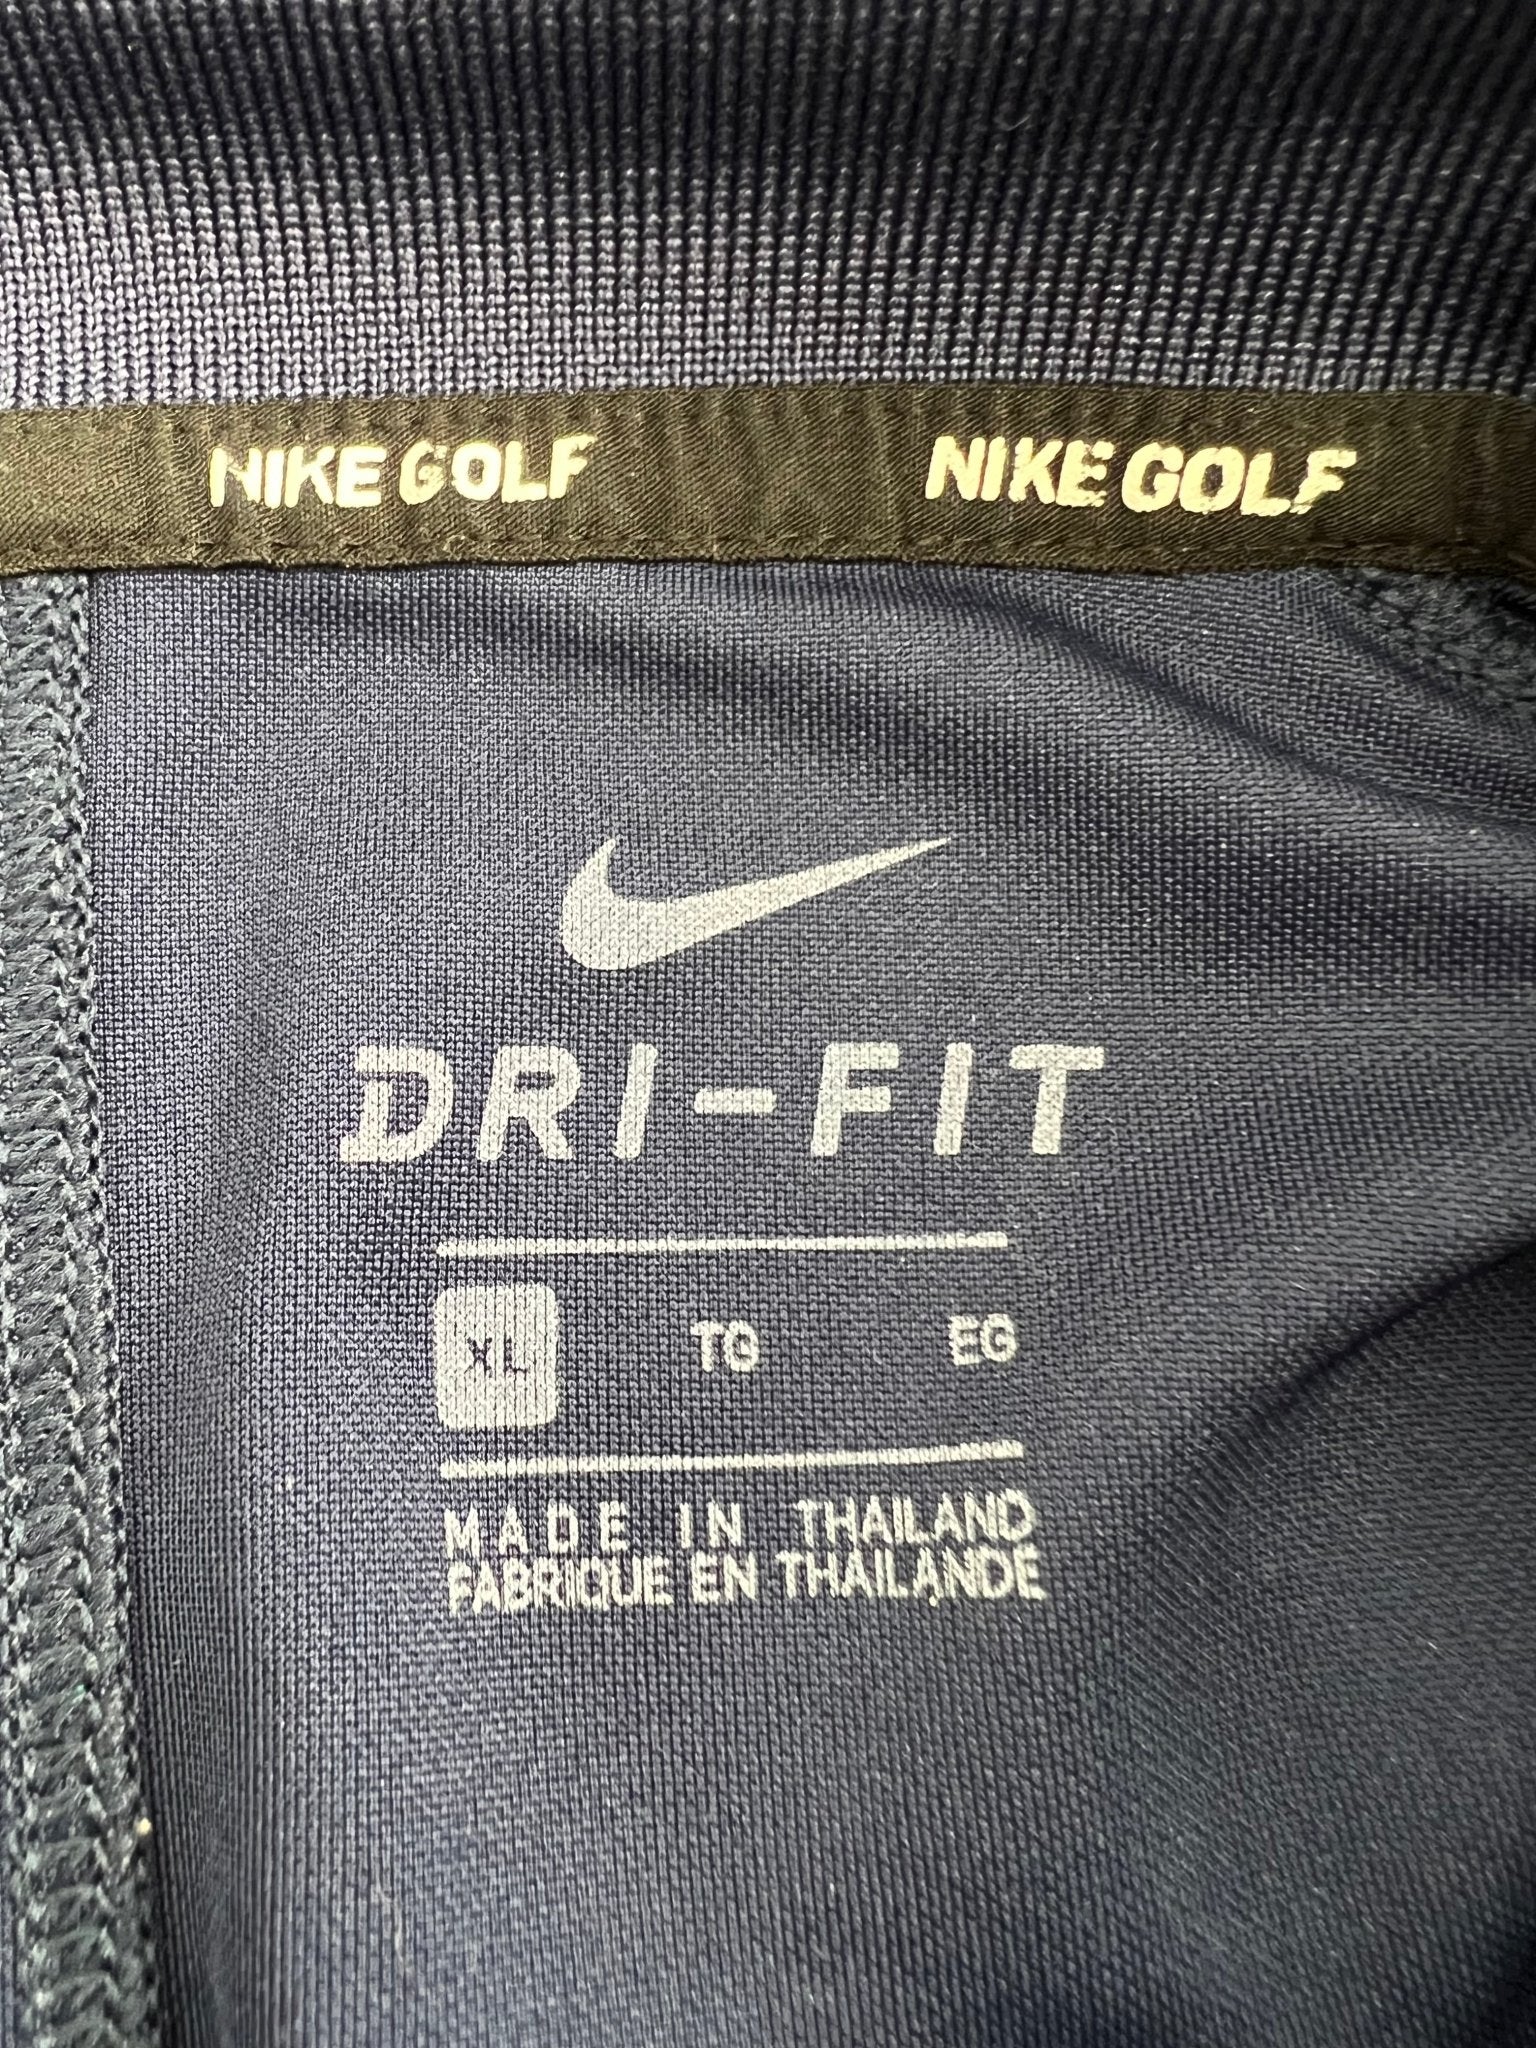 NIKE GOLF NIKE GOLF
DRI-FIT
XL TG EG
MADE IN THAILAND
FABRIQUE EN THAILANDE